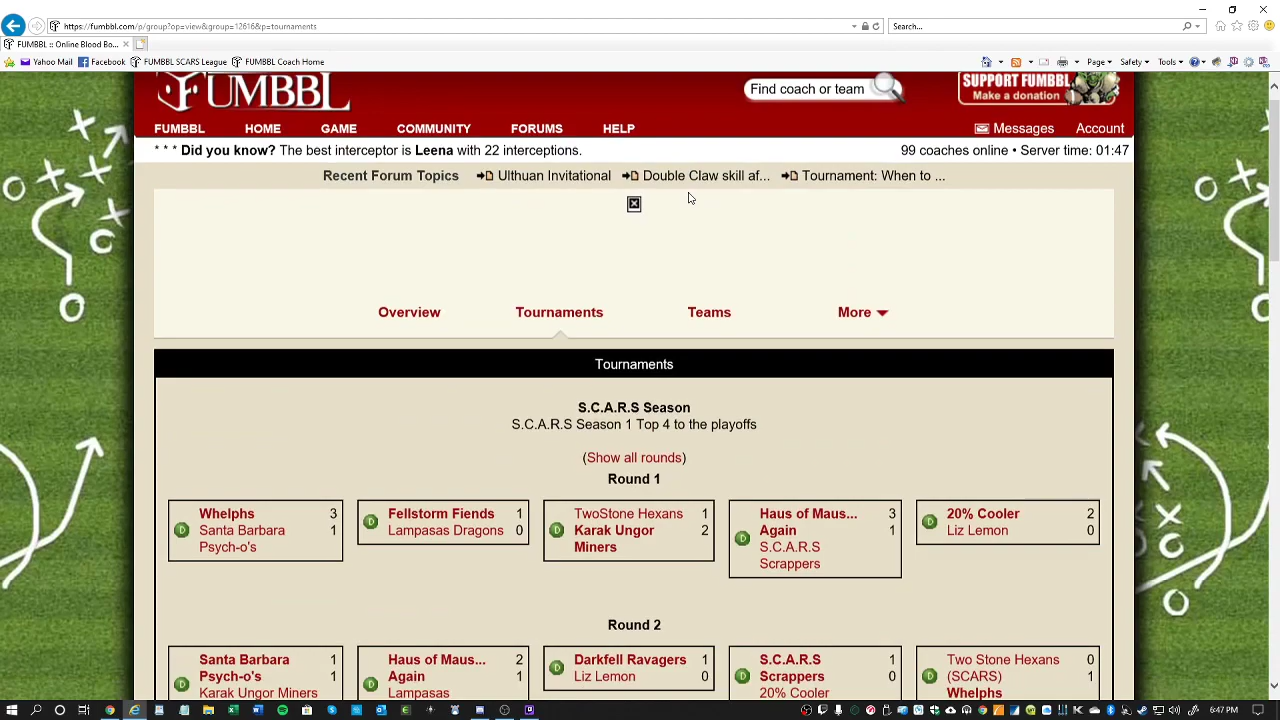 https://fumbbl.com/p/group?op=view&group=12616&p=tournaments
Search...
FUMBBL :: Online Blood Bo...
Yahoo Mail Facebook FUMBBL SCARS League FUMBBL Coach Home
Page Safety Tools
FUMBBL
Find coach or team
SUPPORT FUMBBL
Make a donation
FUMBBL HOME GAME COMMUNITY FORUMS HELP Messages Account
* * * Did you know? The best interceptor is Leena with 22 interceptions. 99 coaches online • Server time: 01:47
Recent Forum Topics Ulthuan Invitational Double Claw skill af... Tournament: When to ...
Overview Tournaments Teams More
Tournaments
S.C.A.R.S Season
S.C.A.R.S Season 1 Top 4 to the playoffs
(Show all rounds)
Round 1
Whelphs 3
Santa Barbara 1
Psych-o's
Fellstorm Fiends 1
Lampasas Dragons 0
TwoStone Hexans 1
Karak Ungor 2
Miners
Haus of Maus... 3
Again 1
S.C.A.R.S
Scrappers
20% Cooler 2
Liz Lemon 0
Round 2
Santa Barbara 1
Psych-o's 1
Karak Ungor Miners
Haus of Maus... 2
Again 1
Lampasas
Darkfell Ravagers 1
Liz Lemon 0
S.C.A.R.S 1
Scrappers 0
20% Cooler
Two Stone Hexans 0
(SCARS) 1
Whelphs
6:47 PM